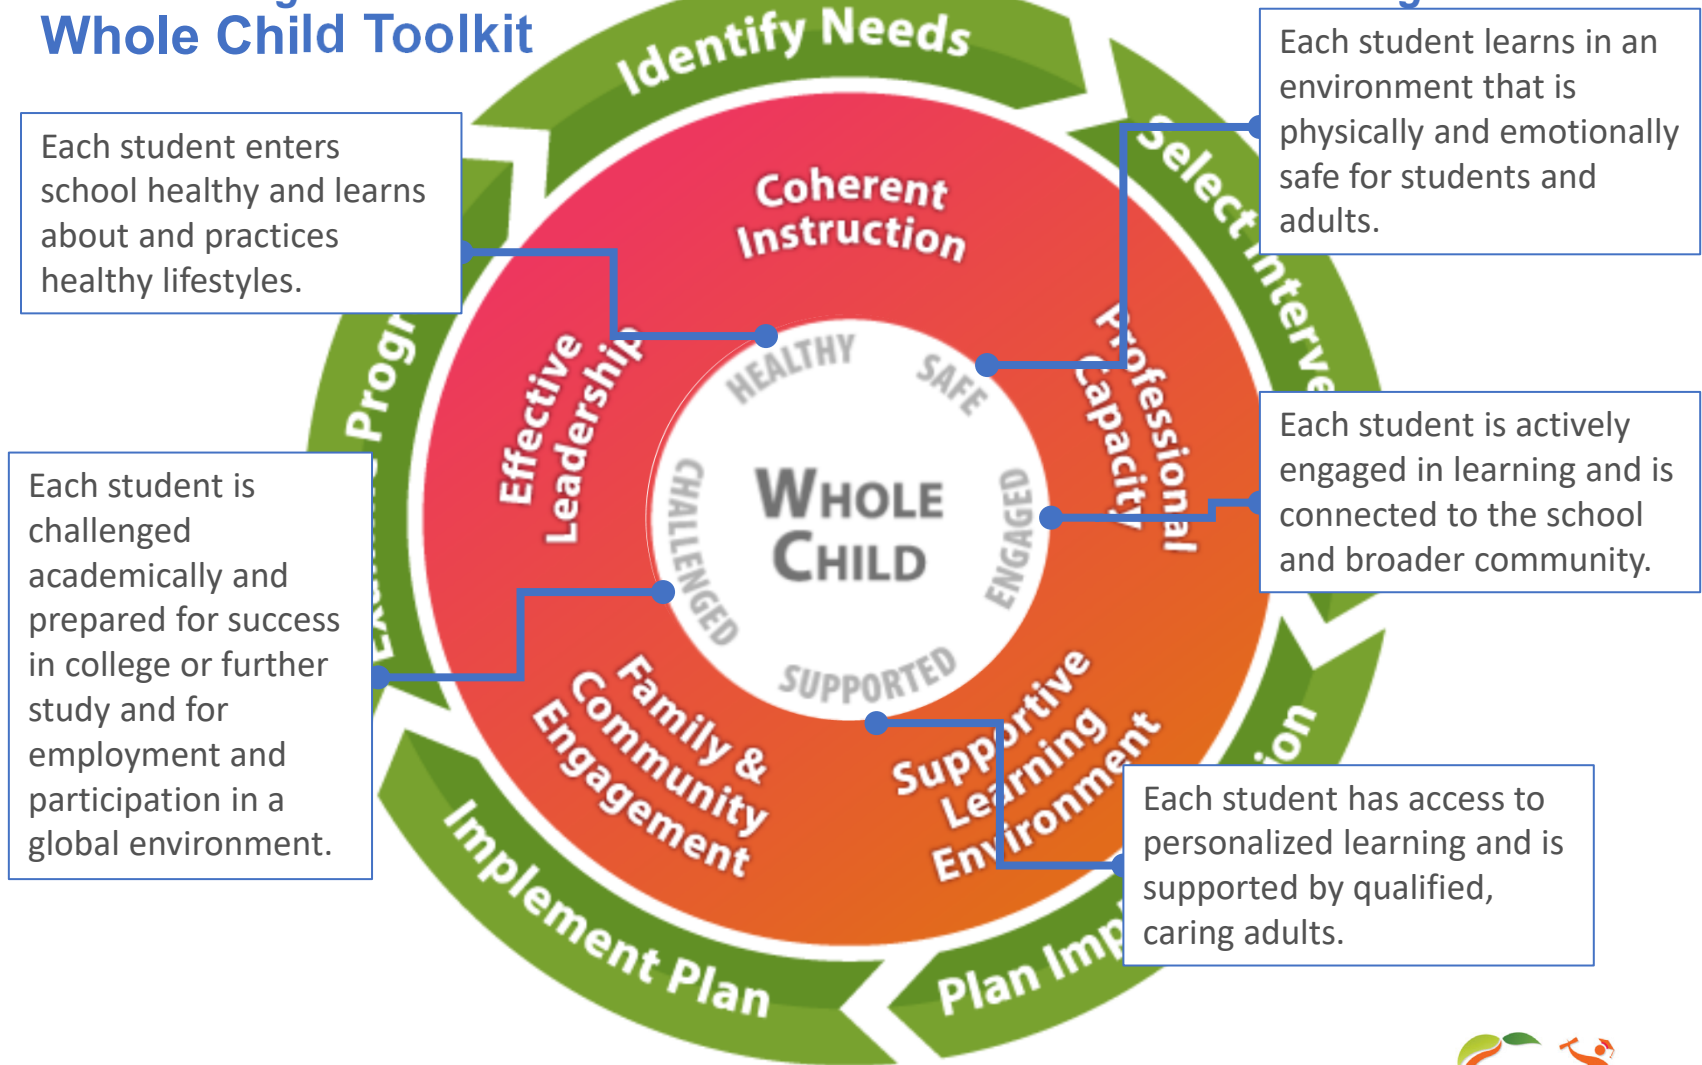 Whole Child Toolkit
Identify Needs
Each student learns in an
environment that is
physically and emotionally
safe for students and
adults.
Each student enters
school healthy and learns
about and practices
healthy lifestyles.
Select
Coherent
Instruction
Effective
Leadership
Professional
Capacity
HEALTHY
SAFE
Each student is actively
engaged in learning and is
connected to the school
and broader community.
Each student is
challenged
academically and
prepared for success
in college or further
study and for
employment and
participation in a
global environment.
CHALLENGED
WHOLE
CHILD
ENGAGED
SUPPORTED
Family &
Community
Engagement
Supportive
Learning
Environment
Each student has access to
personalized learning and is
supported by qualified,
caring adults.
Implement Plan
Plan Imp